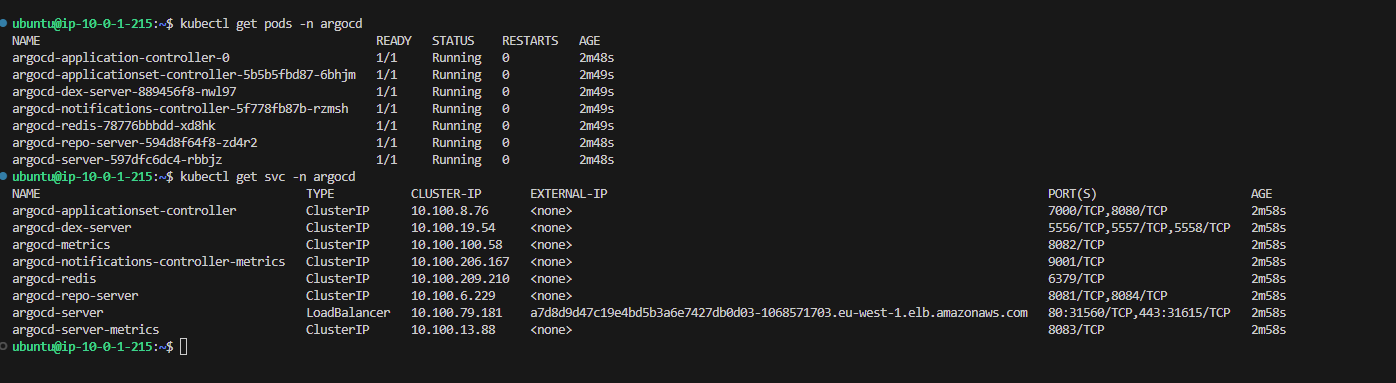 ubuntu@ip-10-0-1-215:~$ kubectl get pods -n argocd
NAME READY STATUS RESTARTS AGE
argocd-application-controller-0 1/1 Running 0 2m48s
argocd-applicationset-controller-5b5b5fbd87-6bhjm 1/1 Running 0 2m49s
argocd-dex-server-889456f8-nwl97 1/1 Running 0 2m49s
argocd-notifications-controller-5f778fb87b-rzmsh 1/1 Running 0 2m49s
argocd-redis-78776bbbdd-xd8hk 1/1 Running 0 2m49s
argocd-repo-server-594d8f64f8-zd4r2 1/1 Running 0 2m48s
argocd-server-597dfc6dc4-rbbjz 1/1 Running 0 2m48s
ubuntu@ip-10-0-1-215:~$ kubectl get svc -n argocd
NAME TYPE CLUSTER-IP EXTERNAL-IP PORT(S) AGE
argocd-applicationset-controller ClusterIP 10.100.8.76 <none> 7000/TCP,8080/TCP 2m58s
argocd-dex-server ClusterIP 10.100.19.54 <none> 5556/TCP,5557/TCP,5558/TCP 2m58s
argocd-metrics ClusterIP 10.100.100.58 <none> 8082/TCP 2m58s
argocd-notifications-controller-metrics ClusterIP 10.100.206.167 <none> 9001/TCP 2m58s
argocd-redis ClusterIP 10.100.209.210 <none> 6379/TCP 2m58s
argocd-repo-server ClusterIP 10.100.6.229 <none> 8081/TCP,8084/TCP 2m58s
argocd-server LoadBalancer 10.100.79.181 a7d8d9d47c19e4bd5b3a6e7427db0d03-1068571703.eu-west-1.elb.amazonaws.com 80:31560/TCP,443:31615/TCP 2m58s
argocd-server-metrics ClusterIP 10.100.13.88 <none> 8083/TCP 2m58s
ubuntu@ip-10-0-1-215:~$